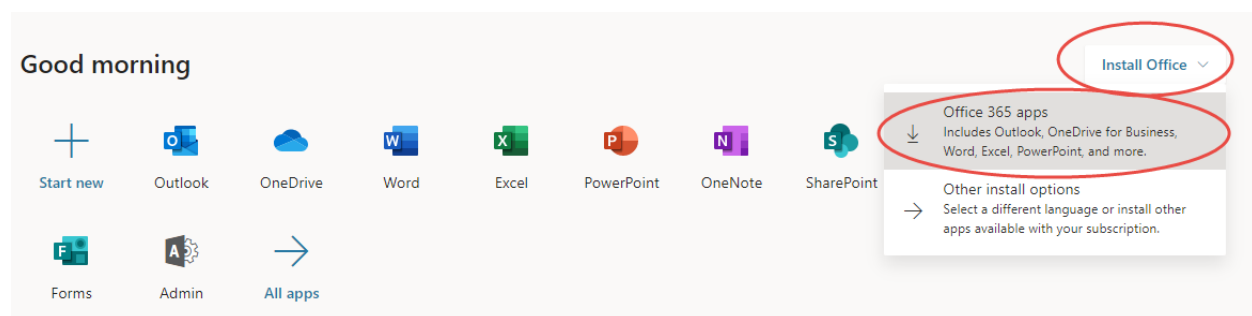 Good morning
Install Office
Office 365 apps
Includes Outlook, OneDrive for Business,
Word, Excel, PowerPoint, and more.
Start new
Outlook
OneDrive
Word
Excel
PowerPoint
OneNote
SharePoint
Other install options
Select a different language or install other
apps available with your subscription.
Forms
Admin
All apps